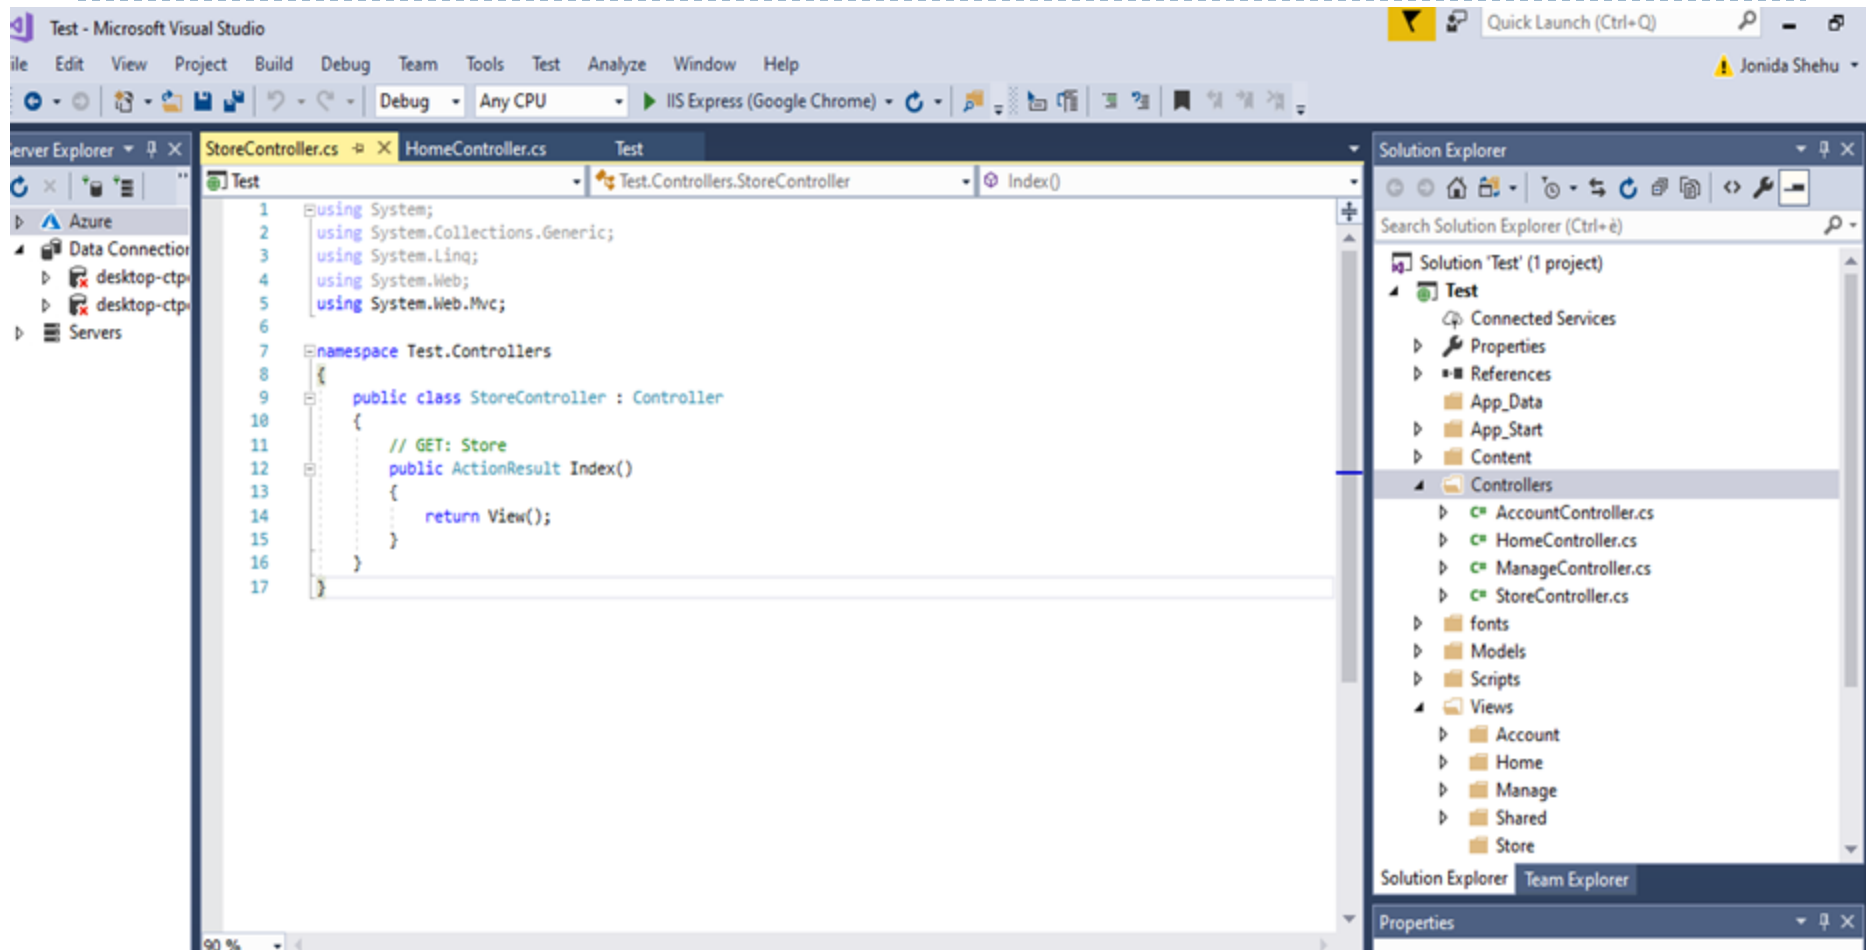 Test - Microsoft Visual Studio
Quick Launch (Ctrl+Q)
ile Edit View Project Build Debug Team Tools Test Analyze Window Help
Jonida Shehu
Debug Any CPU IIS Express (Google Chrome)
erver Explorer
Azure
Data Connection
desktop-ctp
desktop-ctp
Servers
StoreController.cs HomeController.cs Test
Test Test.Controllers.StoreController Index()
1 using System;
2 using System.Collections.Generic;
3 using System.Linq;
4 using System.Web;
5 using System.Web.Mvc;
6
7 namespace Test.Controllers
8 {
9 public class StoreController : Controller
10 {
11 // GET: Store
12 public ActionResult Index()
13 {
14 return View();
15 }
16 }
17 }
90 %
Solution Explorer
Search Solution Explorer (Ctrl+è)
Solution 'Test' (1 project)
Test
Connected Services
Properties
References
App_Data
App_Start
Content
Controllers
C# AccountController.cs
C# HomeController.cs
C# ManageController.cs
C# StoreController.cs
fonts
Models
Scripts
Views
Account
Home
Manage
Shared
Store
Solution Explorer Team Explorer
Properties